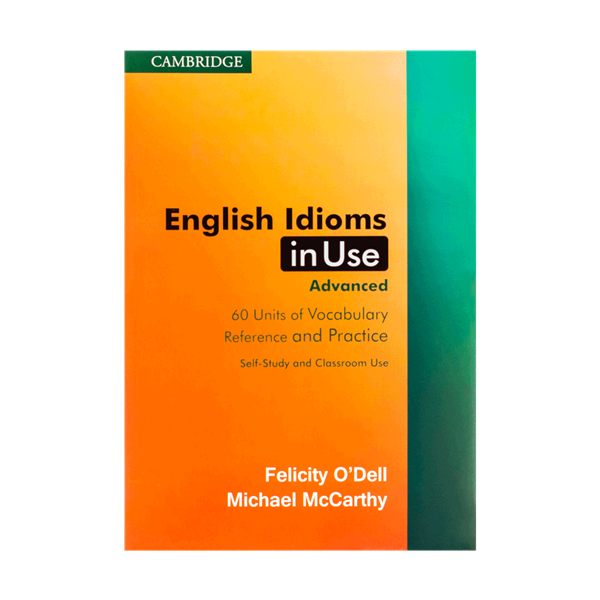 CAMBRIDGE
English Idioms
in Use
Advanced
60 Units of Vocabulary
Reference and Practice
Self-Study and Classroom Use
Felicity O'Dell
Michael McCarthy